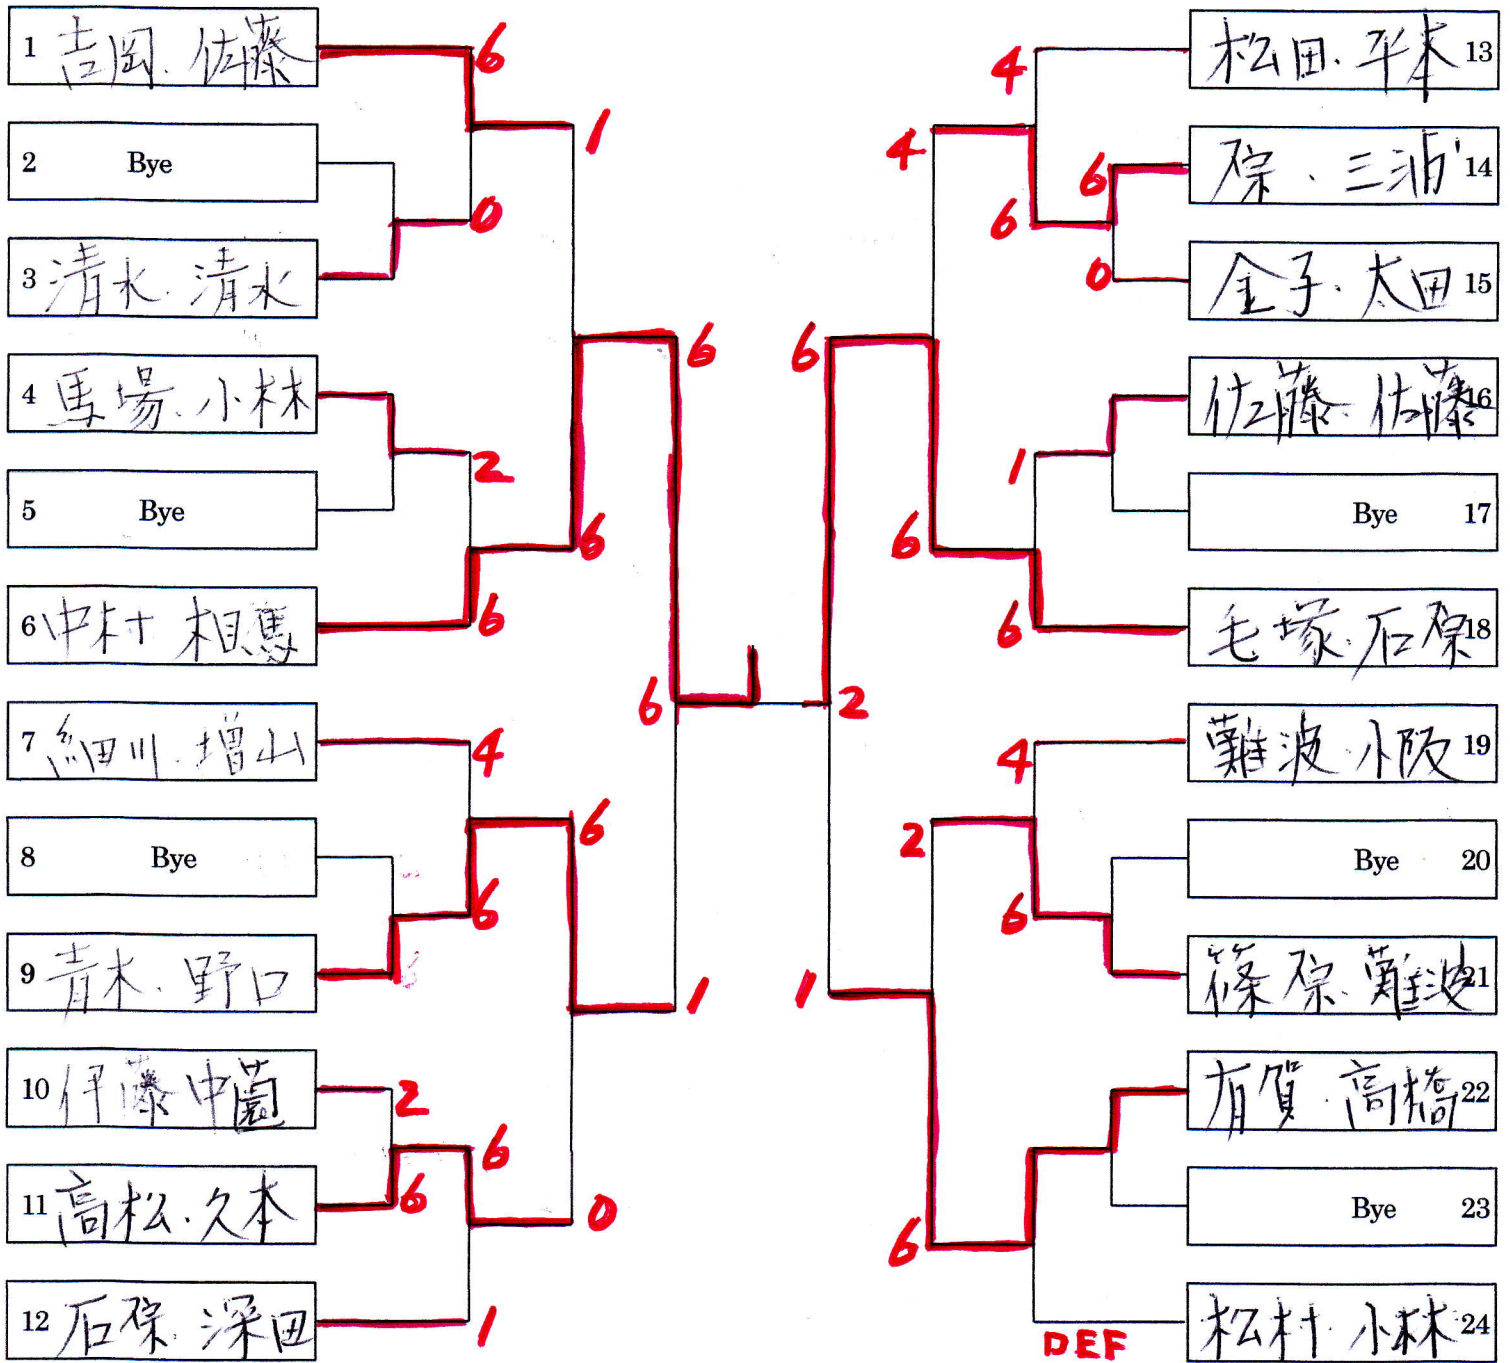 1 吉岡．佐藤
6
1
2 Bye
0
3 清水．清水
6
4 馬場．小林
2
5 Bye
6
6 中村 相馬
6
6
7 細川．増山
4
6
8 Bye
6
9 青木．野口
1
10 伊藤 中薗
2
6
11 高松．久本
6
0
12 石原．深田
1
松田．平本 13
4
4
原．三浦 14
6
6
金子．太田 15
0
6
佐藤．佐藤 16
1
Bye 17
6
毛塚．石原 18
6
2
難波．小阪 19
4
2
Bye 20
6
篠原．難波 21
1
有賀．高橋 22
Bye 23
6
松村．小林 24
DEF